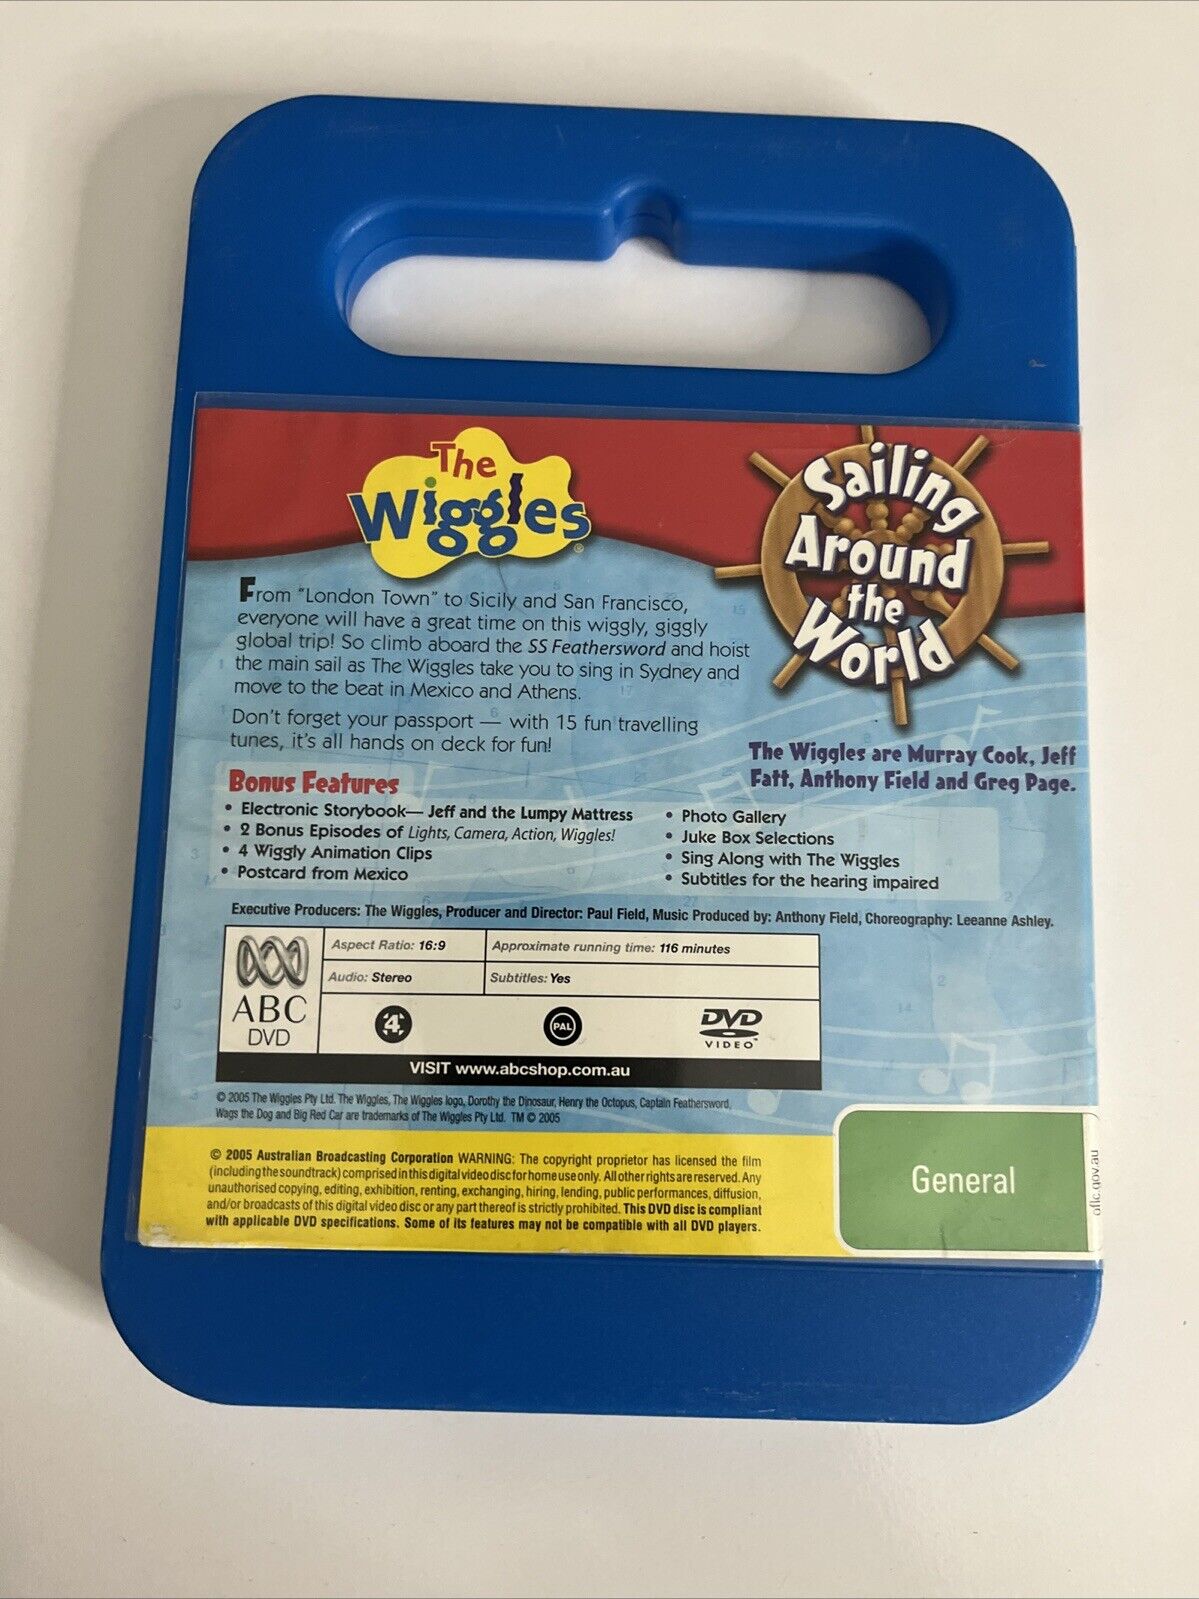 The
Wiggles®
Sailing
Around
the
World
From "London Town" to Sicily and San Francisco,
everyone will have a great time on this wiggly, giggly
global trip! So climb aboard the SS Feathersword and hoist
the main sail as The Wiggles take you to sing in Sydney and
move to the beat in Mexico and Athens.
Don't forget your passport — with 15 fun travelling
tunes, it's all hands on deck for fun!
The Wiggles are Murray Cook, Jeff
Fatt, Anthony Field and Greg Page.
Bonus Features
• Electronic Storybook— Jeff and the Lumpy Mattress
• 2 Bonus Episodes of Lights, Camera, Action, Wiggles!
• 4 Wiggly Animation Clips
• Postcard from Mexico
• Photo Gallery
• Juke Box Selections
• Sing Along with The Wiggles
• Subtitles for the hearing impaired
Executive Producers: The Wiggles, Producer and Director: Paul Field, Music Produced by: Anthony Field, Choreography: Leeanne Ashley.
ABC
DVD
Aspect Ratio: 16:9
Approximate running time: 116 minutes
Audio: Stereo
Subtitles: Yes
4
PAL
DVD
VIDEO™
VISIT www.abcshop.com.au
© 2005 The Wiggles Pty Ltd. The Wiggles, The Wiggles logo, Dorothy the Dinosaur, Henry the Octopus, Captain Feathersword,
Wags the Dog and Big Red Car are trademarks of The Wiggles Pty Ltd. TM © 2005
© 2005 Australian Broadcasting Corporation WARNING: The copyright proprietor has licensed the film
(including the soundtrack) comprised in this digital video disc for home use only. All other rights are reserved. Any
unauthorised copying, editing, exhibition, renting, exchanging, hiring, lending, public performances, diffusion,
and/or broadcasts of this digital video disc or any part thereof is strictly prohibited. This DVD disc is compliant
with applicable DVD specifications. Some of its features may not be compatible with all DVD players.
General
oflc.gov.au